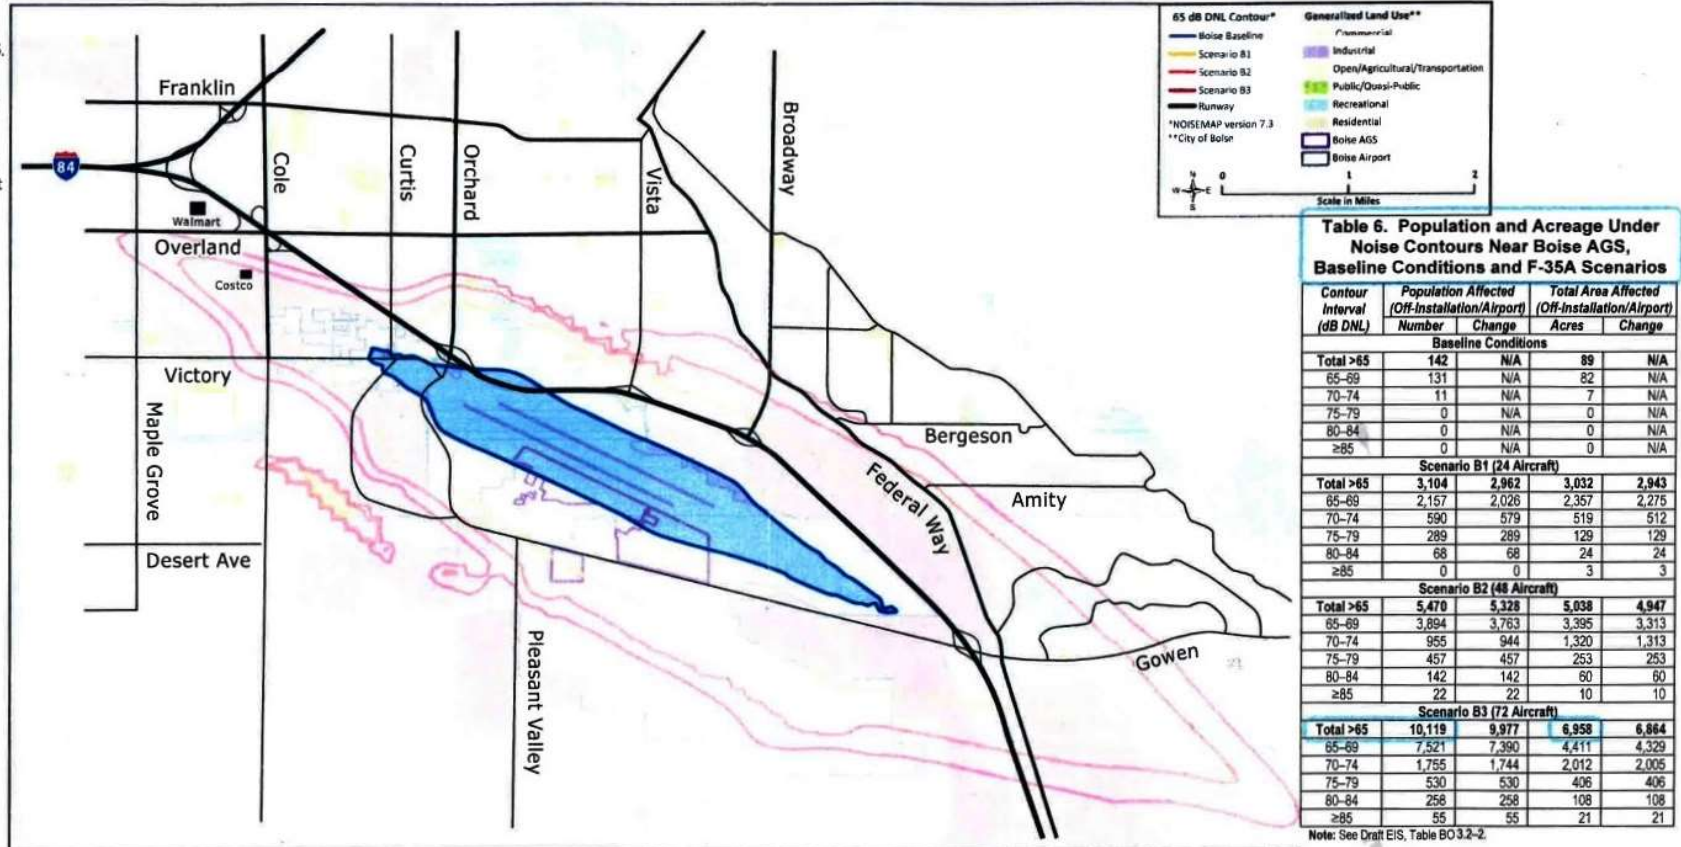 65 dB DNL Contour*
Boise Baseline
Scenario B1
Scenario B2
Scenario B3
Runway
*NOISEMAP version 7.3
**City of Boise
Generalized Land Use**
Commercial
Industrial
Open/Agricultural/Transportation
Public/Quasi-Public
Recreational
Residential
Boise AGS
Boise Airport
N
W E
S
0 1 2
Scale in Miles
Franklin
84
Cole
Curtis
Orchard
Vista
Broadway
Walmart
Overland
Costco
Victory
Maple Grove
Bergeson
Federal Way
Amity
Desert Ave
Pleasant Valley
Gowen
Table 6. Population and Acreage Under
Noise Contours Near Boise AGS,
Baseline Conditions and F-35A Scenarios
Contour Interval (dB DNL) Population Affected (Off-Installation/Airport) Total Area Affected (Off-Installation/Airport)
Number Change Acres Change
Baseline Conditions
Total >65 142 N/A 89 N/A
65–69 131 N/A 82 N/A
70–74 11 N/A 7 N/A
75–79 0 N/A 0 N/A
80–84 0 N/A 0 N/A
≥85 0 N/A 0 N/A
Scenario B1 (24 Aircraft)
Total >65 3,104 2,962 3,032 2,943
65–69 2,157 2,026 2,357 2,275
70–74 590 579 519 512
75–79 289 289 129 129
80–84 68 68 24 24
≥85 0 0 3 3
Scenario B2 (48 Aircraft)
Total >65 5,470 5,328 5,038 4,947
65–69 3,894 3,763 3,395 3,313
70–74 955 944 1,320 1,313
75–79 457 457 253 253
80–84 142 142 60 60
≥85 22 22 10 10
Scenario B3 (72 Aircraft)
Total >65 10,119 9,977 6,958 6,864
65–69 7,521 7,390 4,411 4,329
70–74 1,755 1,744 2,012 2,005
75–79 530 530 406 406
80–84 258 258 108 108
≥85 55 55 21 21
Note: See Draft EIS, Table BO 3.2–2.